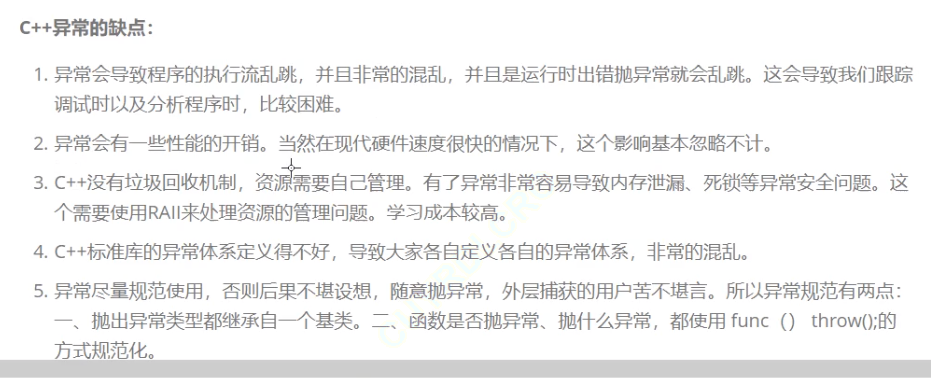 C++异常的缺点：
1. 异常会导致程序的执行流乱跳，并且非常的混乱，并且是运行时出错抛异常就会乱跳。这会导致我们跟踪
调试时以及分析程序时，比较困难。
2. 异常会有一些性能的开销。当然在现代硬件速度很快的情况下，这个影响基本忽略不计。
3. C++没有垃圾回收机制，资源需要自己管理。有了异常非常容易导致内存泄漏、死锁等异常安全问题。这
个需要使用RAII来处理资源的管理问题。学习成本较高。
4. C++标准库的异常体系定义得不好，导致大家各自定义各自的异常体系，非常的混乱。
5. 异常尽量规范使用，否则后果不堪设想，随意抛异常，外层捕获的用户苦不堪言。所以异常规范有两点：
一、抛出异常类型都继承自一个基类。二、函数是否抛异常、抛什么异常，都使用 func（） throw();的
方式规范化。